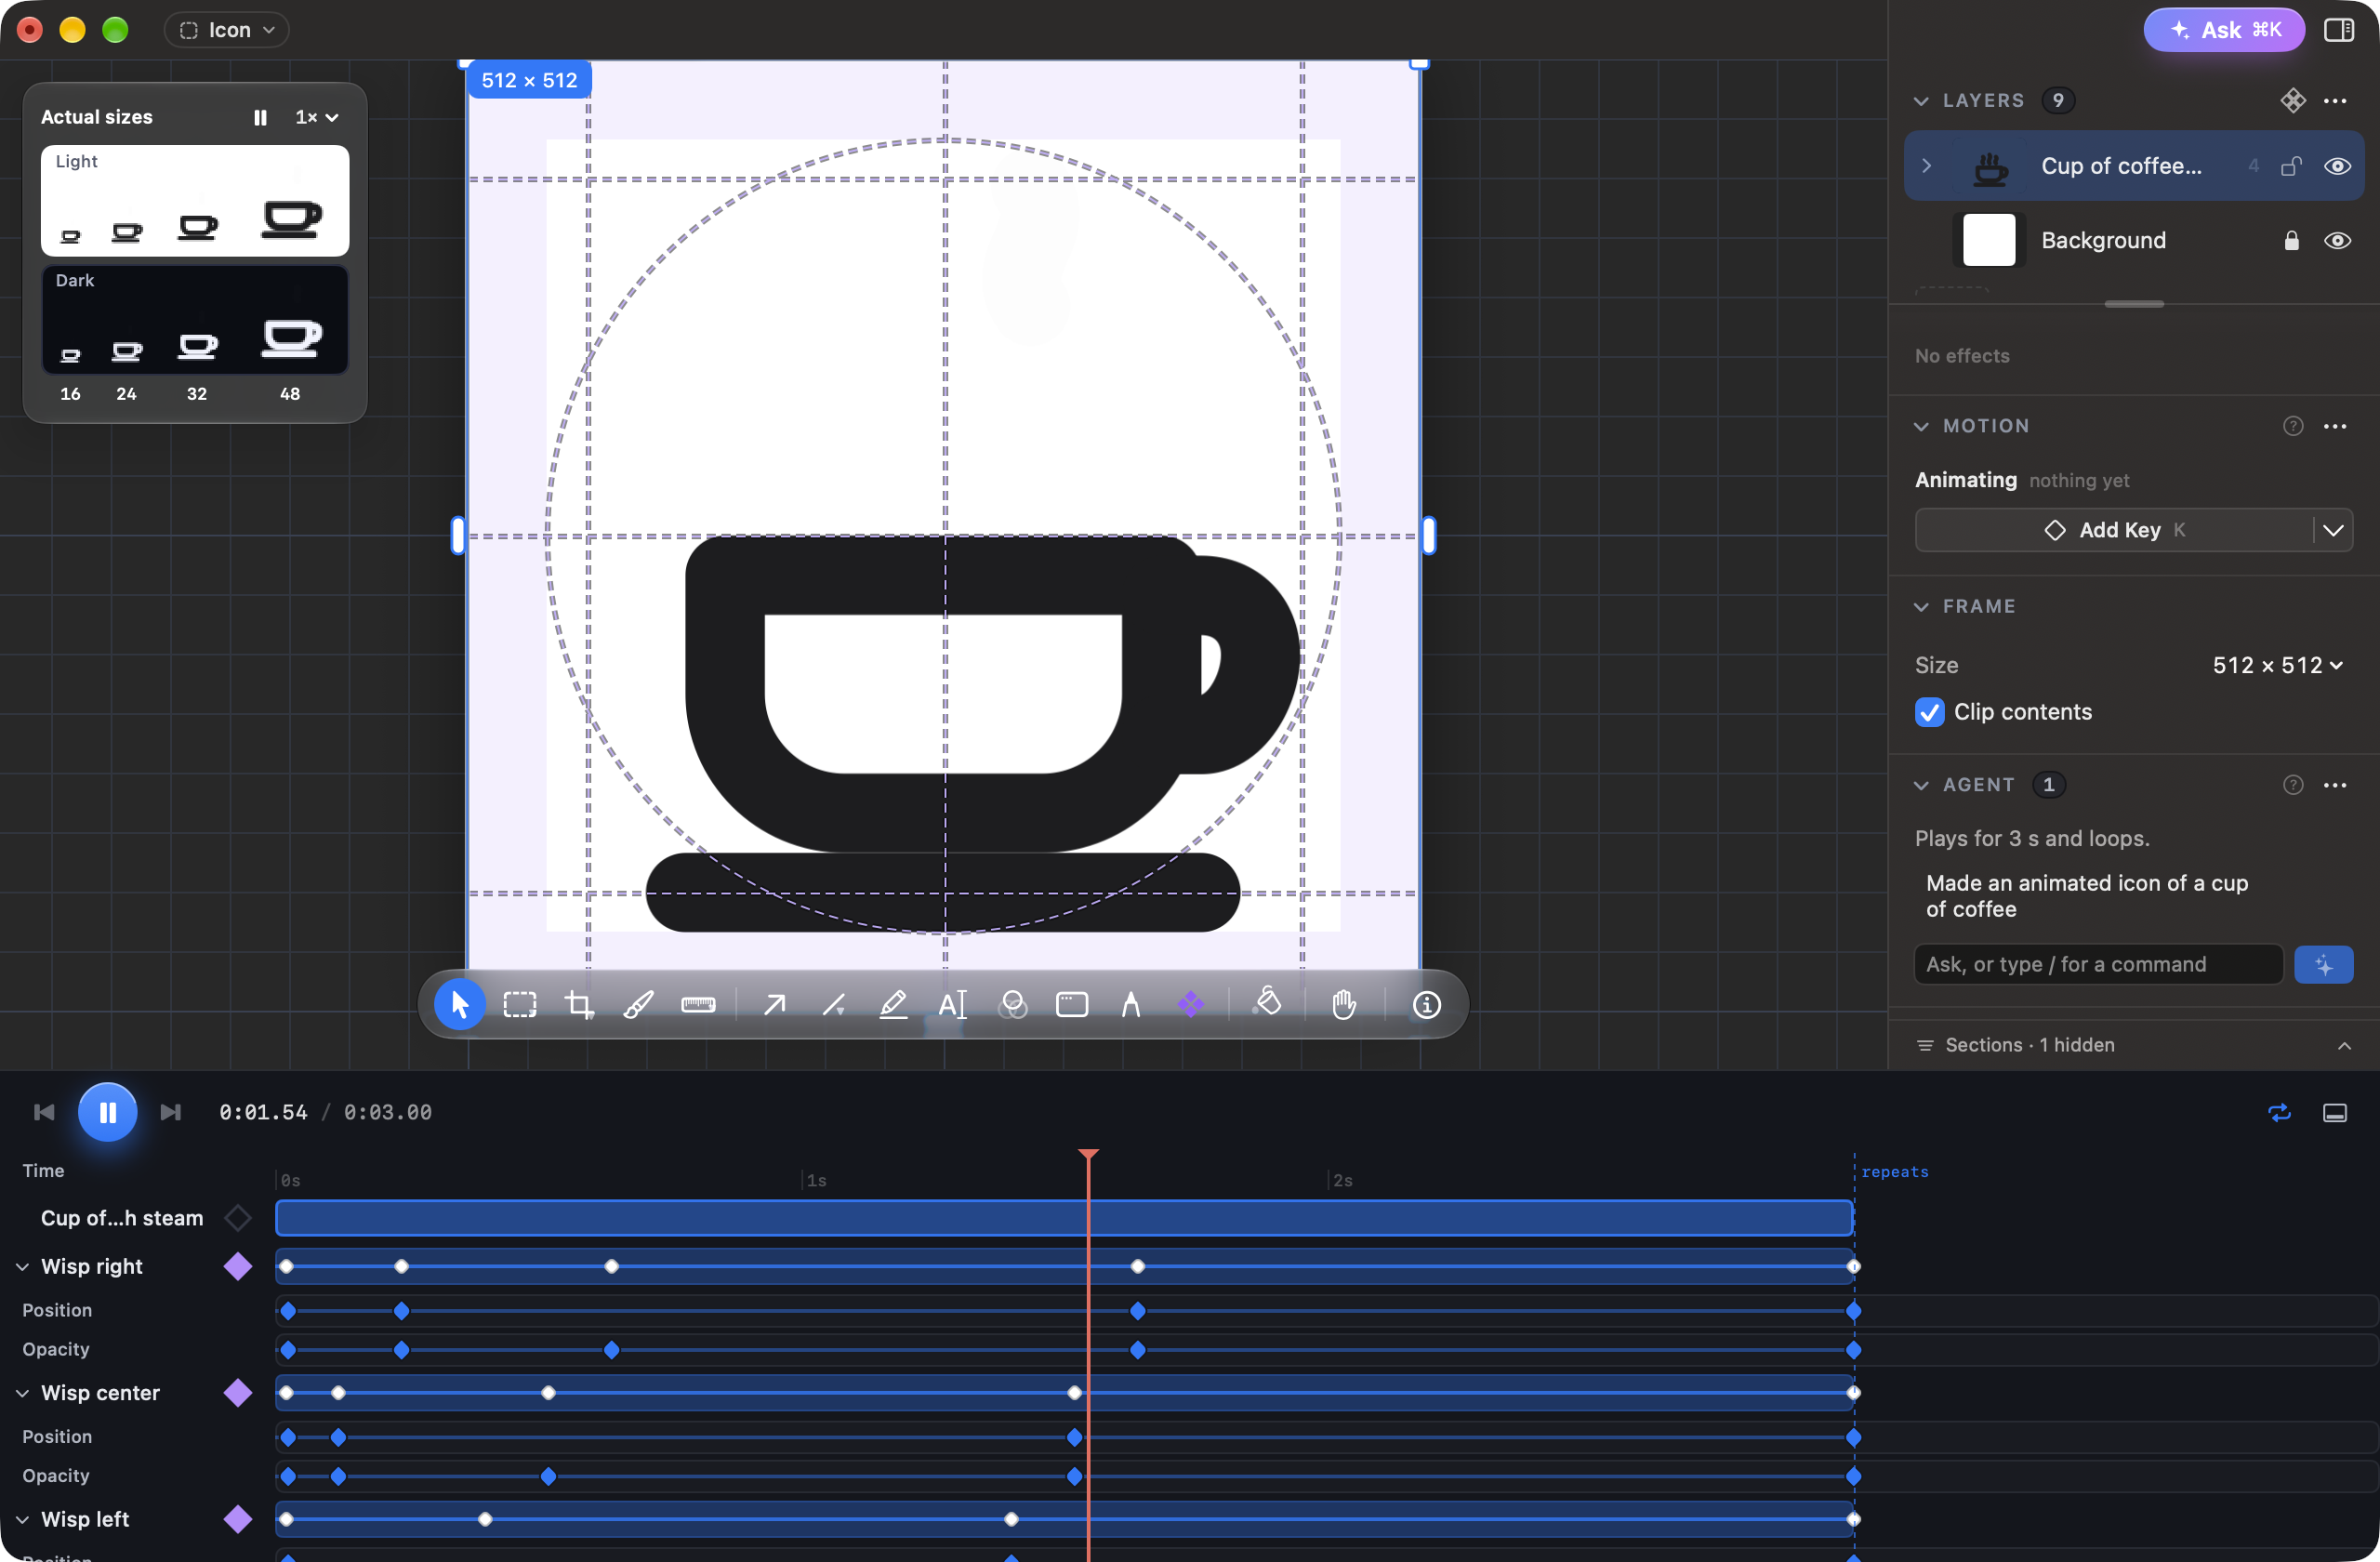 Icon
Ask ⌘K
Actual sizes
1×
Light
Dark
16 24 32 48
512 × 512
LAYERS 9
Cup of coffee... 4
Background
No effects
MOTION
Animating nothing yet
Add Key K
FRAME
Size 512 × 512
Clip contents
AGENT 1
Plays for 3 s and loops.
Made an animated icon of a cup
of coffee
Ask, or type / for a command
Sections · 1 hidden
0:01.54 / 0:03.00
Time
0s 1s 2s repeats
Cup of...h steam
Wisp right
Position
Opacity
Wisp center
Position
Opacity
Wisp left
Position